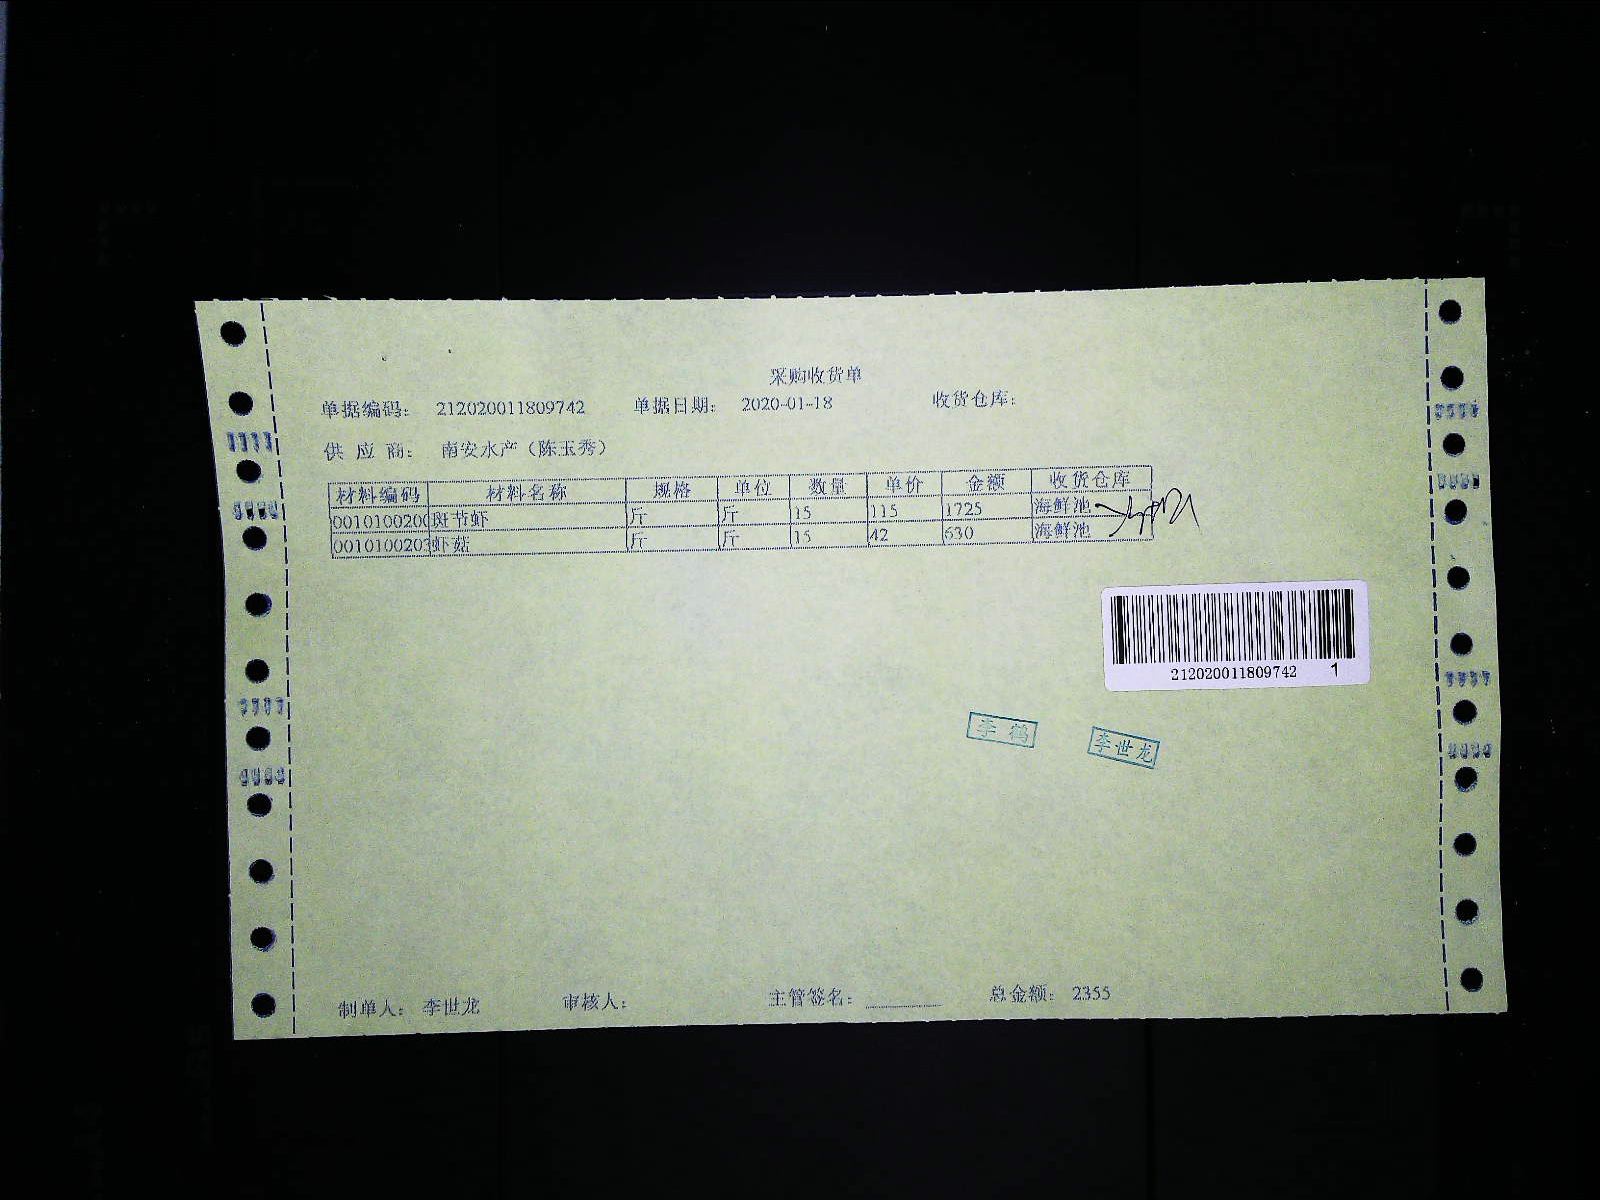 采购收货单
单据编码： 212020011809742 单据日期： 2020-01-18 收货仓库：
供 应 商： 南安水产（陈玉秀）
材料编码 材料名称 规格 单位 数量 单价 金额 收货仓库
0010100200 斑节虾 斤 斤 15 115 1725 海鲜池
0010100203 虾菇 斤 斤 15 42 630 海鲜池
212020011809742 1
李 鹤
李世龙
制单人： 李世龙 审核人： 主管签名： 总金额： 2355